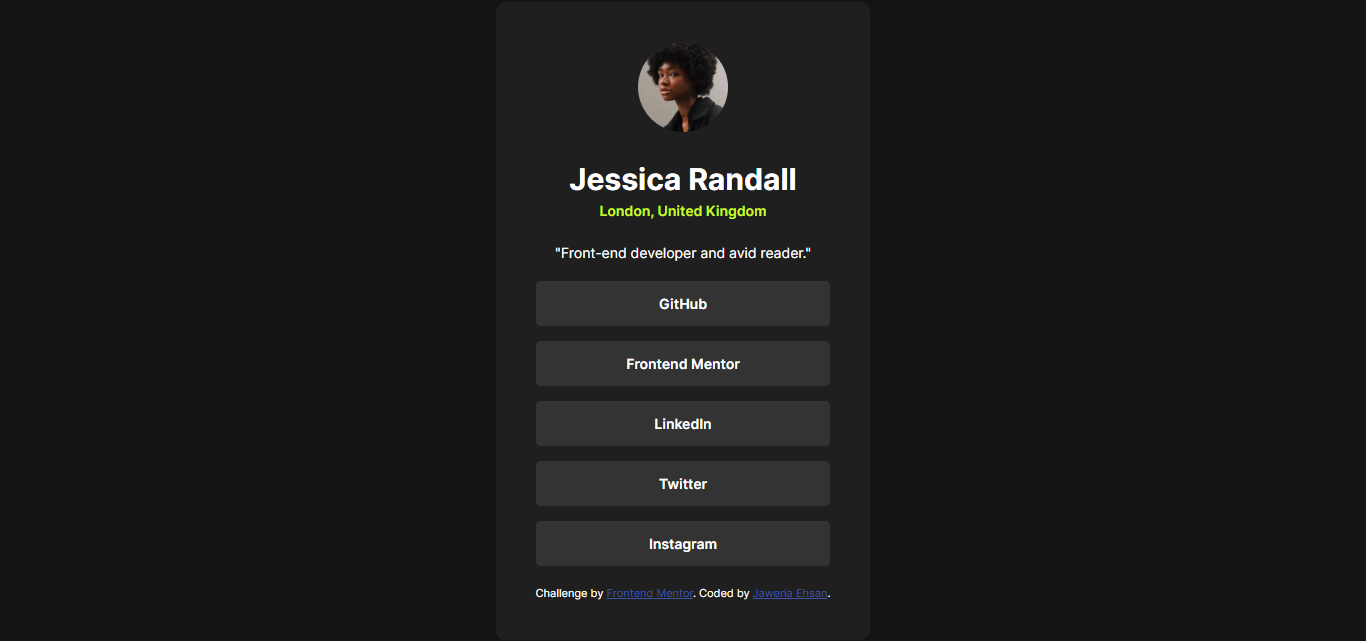 Jessica Randall
London, United Kingdom
"Front-end developer and avid reader."
GitHub
Frontend Mentor
LinkedIn
Twitter
Instagram
Challenge by Frontend Mentor. Coded by Jaweria Ehsan.